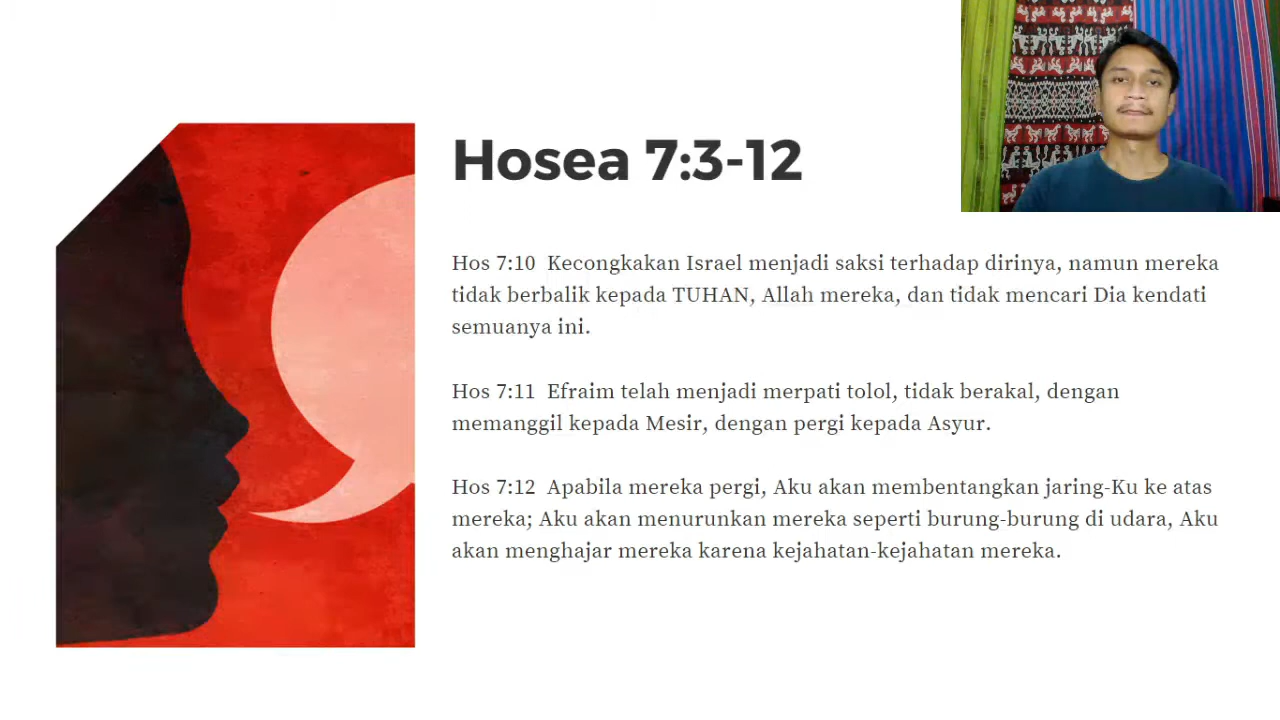 Hosea 7:3-12
Hos 7:10 Kecongkakan Israel menjadi saksi terhadap dirinya, namun mereka
tidak berbalik kepada TUHAN, Allah mereka, dan tidak mencari Dia kendati
semuanya ini.
Hos 7:11 Efraim telah menjadi merpati tolol, tidak berakal, dengan
memanggil kepada Mesir, dengan pergi kepada Asyur.
Hos 7:12 Apabila mereka pergi, Aku akan membentangkan jaring-Ku ke atas
mereka; Aku akan menurunkan mereka seperti burung-burung di udara, Aku
akan menghajar mereka karena kejahatan-kejahatan mereka.